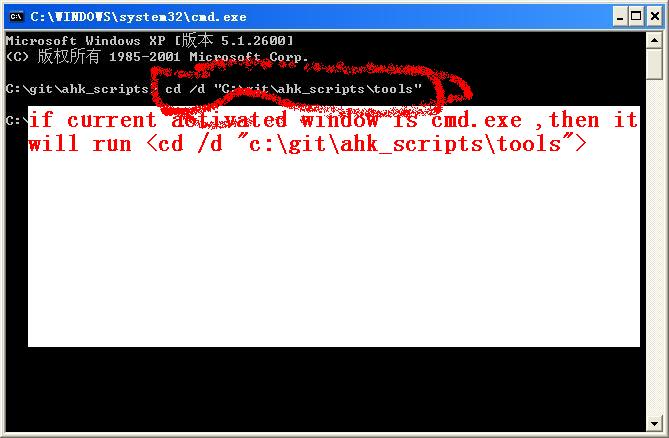 C:\WINDOWS\system32\cmd.exe
Microsoft Windows XP [版本 5.1.2600]
(C) 版权所有 1985-2001 Microsoft Corp.
C:\git\ahk_scripts> cd /d "C:\git\ahk_scripts\tools"
C:\
if current activated window is cmd.exe ,then it
will run <cd /d "c:\git\ahk_scripts\tools">